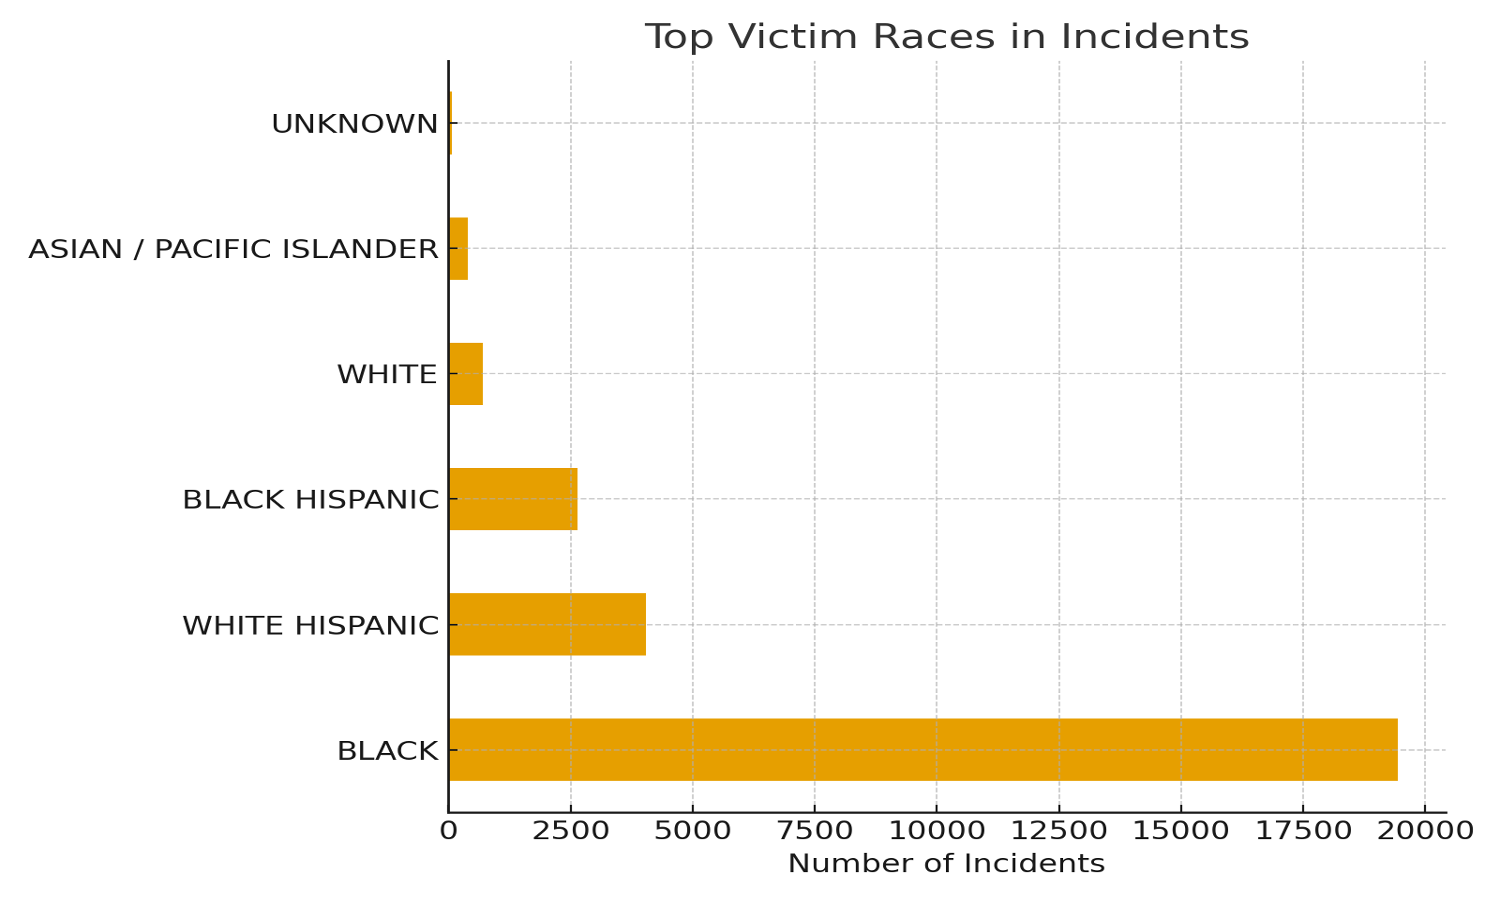 Top Victim Races in Incidents
UNKNOWN
ASIAN / PACIFIC ISLANDER
WHITE
BLACK HISPANIC
WHITE HISPANIC
BLACK
0 2500 5000 7500 10000 12500 15000 17500 20000
Number of Incidents